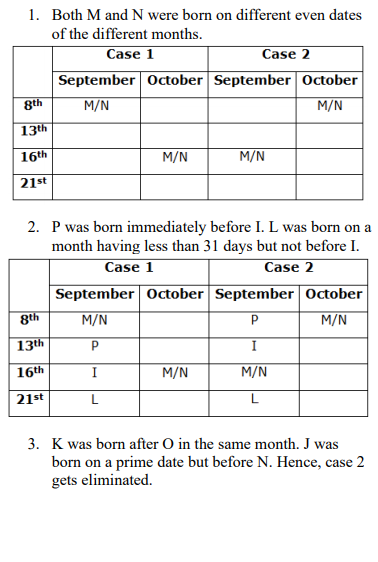 1. Both M and N were born on different even dates
of the different months.
Case 1 Case 2
September October September October
8th M/N M/N
13th
16th M/N M/N
21st
2. P was born immediately before I. L was born on a
month having less than 31 days but not before I.
Case 1 Case 2
September October September October
8th M/N P M/N
13th P I
16th I M/N M/N
21st L L
3. K was born after O in the same month. J was
born on a prime date but before N. Hence, case 2
gets eliminated.